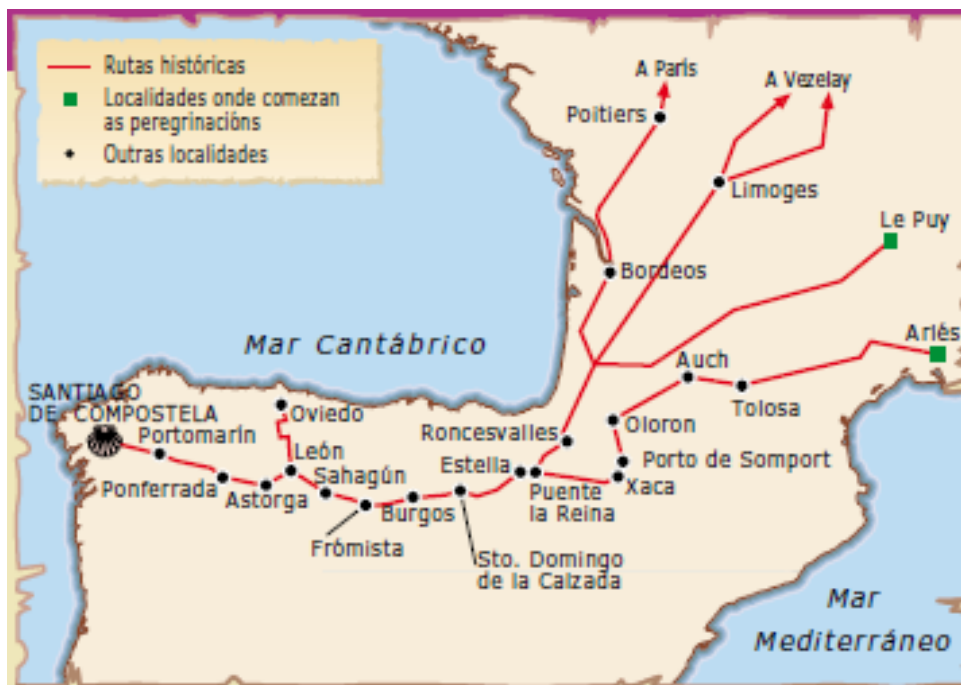 Rutas históricas
Localidades onde comezan
as peregrinacións
Outras localidades
A París
A Vezelay
Poitiers
Limoges
Le Puy
Bordeos
Arlés
Mar Cantábrico
Auch
Tolosa
SANTIAGO
DE COMPOSTELA
Oviedo
Portomarín
Roncesvalles
Oloron
León
Sahagún
Estella
Porto de Somport
Ponferrada
Astorga
Burgos
Puente
la Reina
Xaca
Frómista
Sto. Domingo
de la Calzada
Mar
Mediterráneo